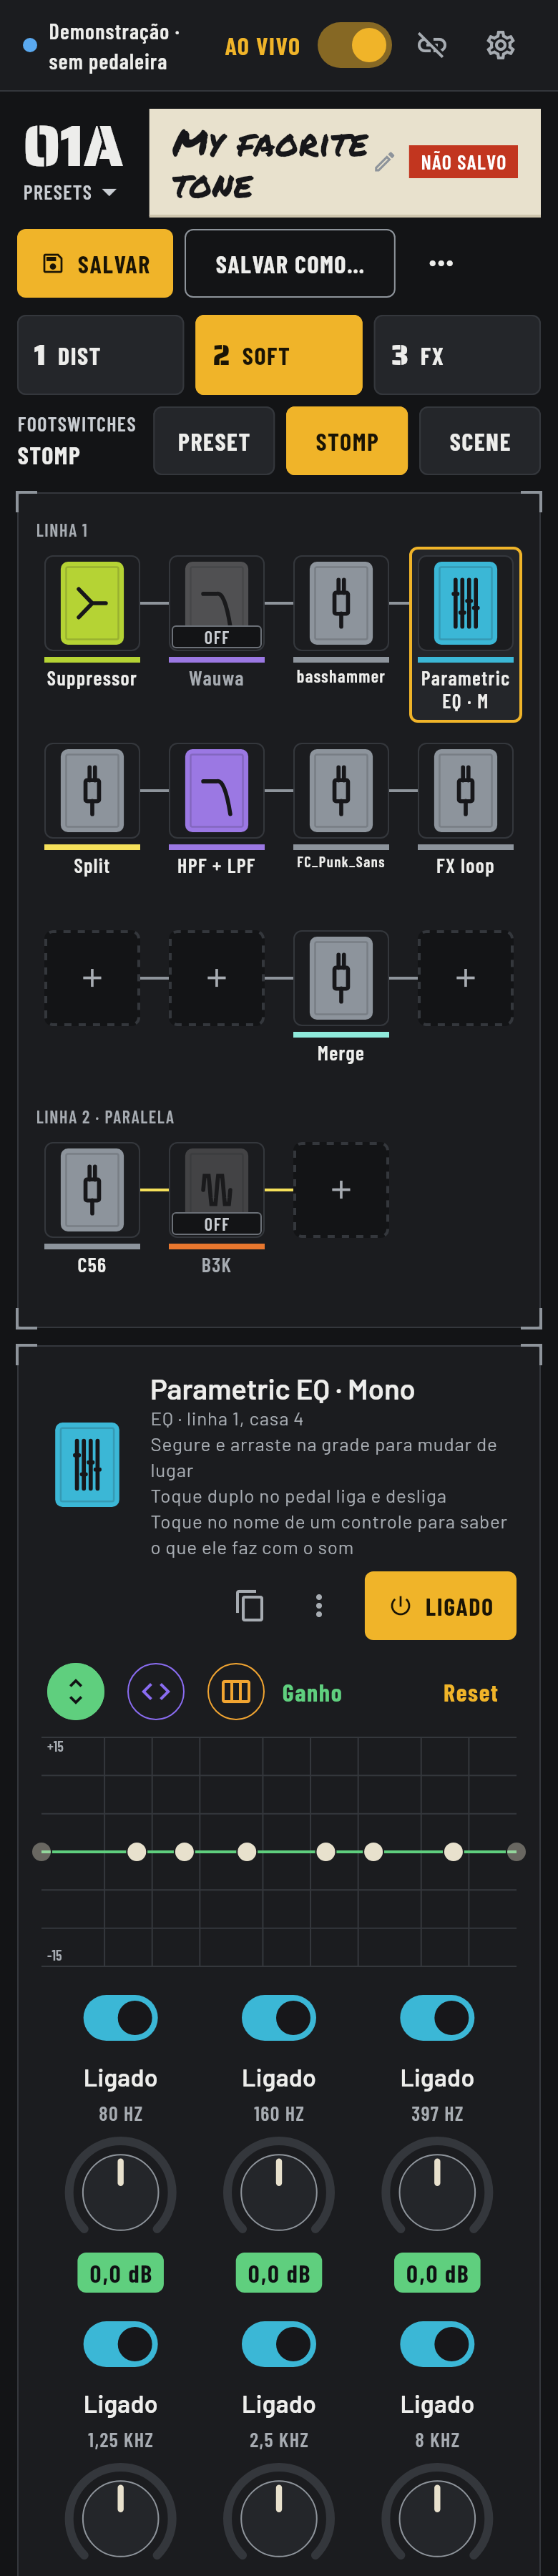 Demonstração ·
sem pedaleira
AO VIVO
01A
PRESETS
My faorite
tone
NÃO SALVO
SALVAR
SALVAR COMO...
1 DIST
2 SOFT
3 FX
FOOTSWITCHES
STOMP
PRESET
STOMP
SCENE
LINHA 1
OFF
Suppressor
Wauwa
basshammer
Parametric
EQ · M
Split
HPF + LPF
FC_Punk_Sans
FX loop
Merge
LINHA 2 · PARALELA
OFF
C56
B3K
Parametric EQ · Mono
EQ · linha 1, casa 4
Segure e arraste na grade para mudar de
lugar
Toque duplo no pedal liga e desliga
Toque no nome de um controle para saber
o que ele faz com o som
LIGADO
Ganho
Reset
+15
-15
Ligado
Ligado
Ligado
80 HZ
160 HZ
397 HZ
0,0 dB
0,0 dB
0,0 dB
Ligado
Ligado
Ligado
1,25 KHZ
2,5 KHZ
8 KHZ